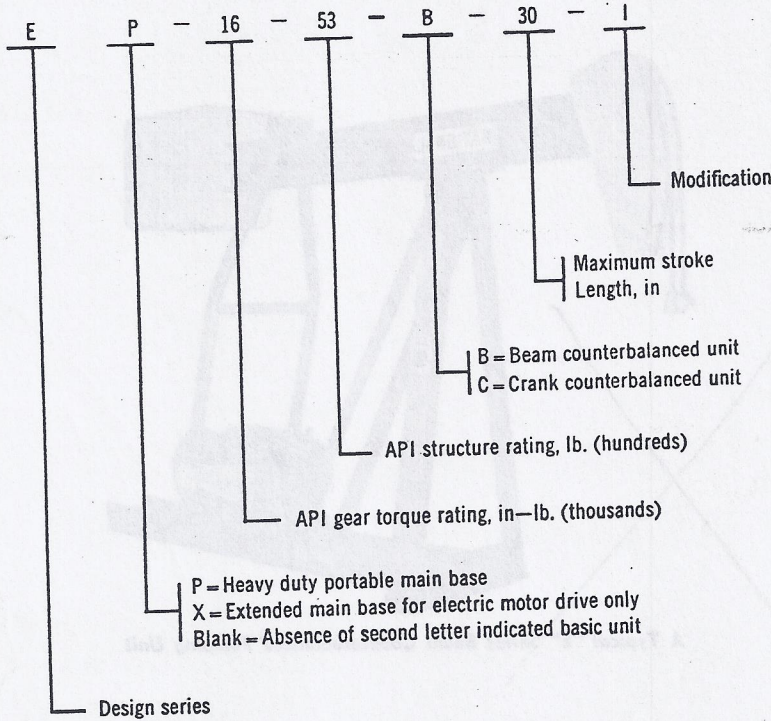 E P - 16 - 53 - B - 30 - I
Modification
Maximum stroke
Length, in
B = Beam counterbalanced unit
C = Crank counterbalanced unit
API structure rating, lb. (hundreds)
API gear torque rating, in-lb. (thousands)
P = Heavy duty portable main base
X = Extended main base for electric motor drive only
Blank = Absence of second letter indicated basic unit
Design series